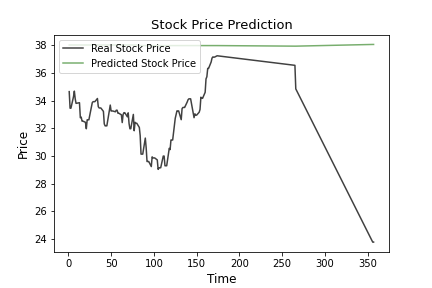 Stock Price Prediction
Real Stock Price
Predicted Stock Price
Price
38
36
34
32
30
28
26
24
0 50 100 150 200 250 300 350
Time